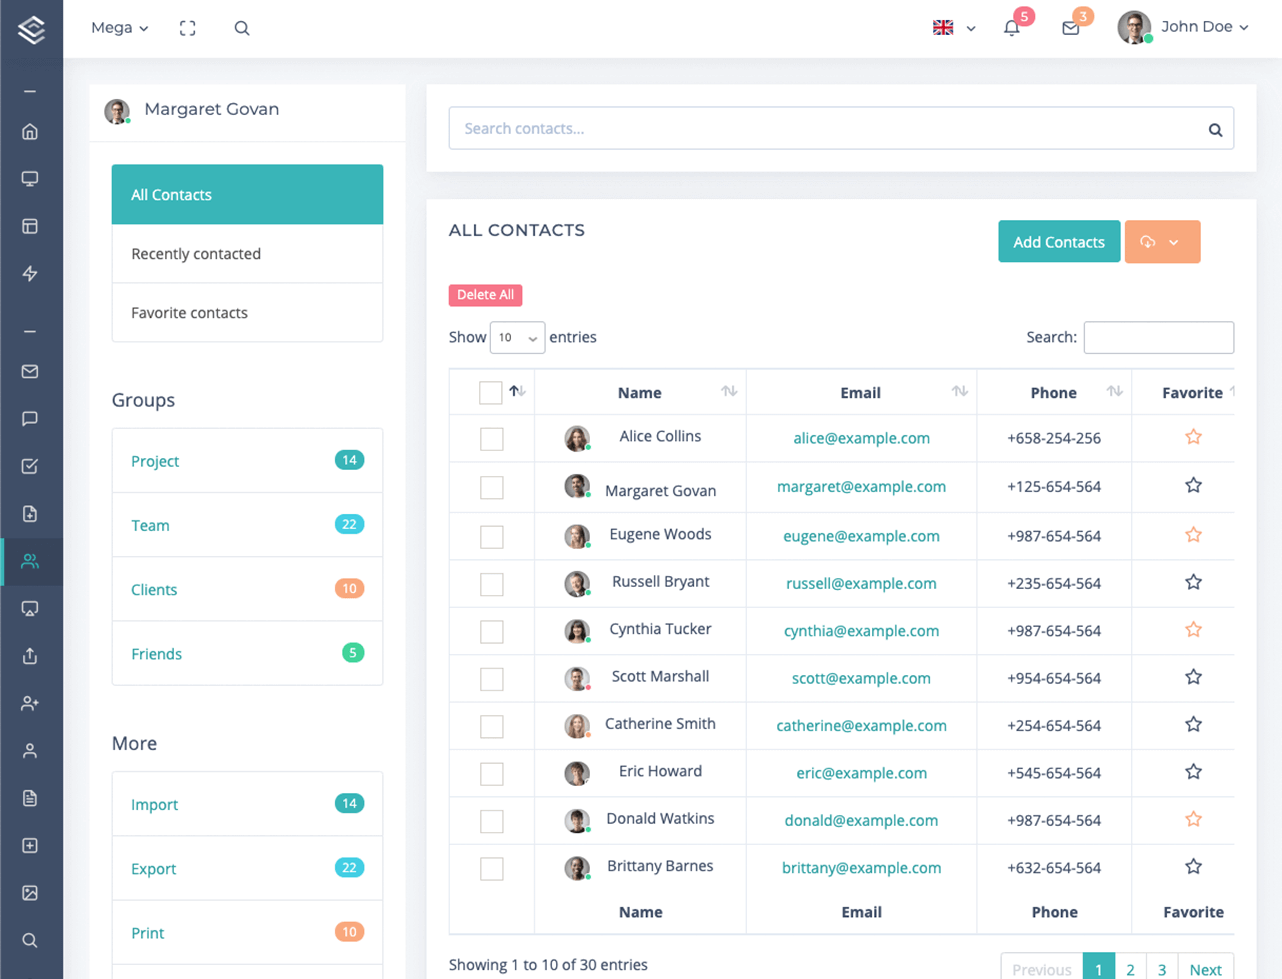 Mega
5
3
John Doe
Margaret Govan
Search contacts...
All Contacts
Recently contacted
Favorite contacts
Groups
Project 14
Team 22
Clients 10
Friends 5
More
Import 14
Export 22
Print 10
ALL CONTACTS
Add Contacts
Delete All
Show 10 entries
Search:
Name Email Phone Favorite
Alice Collins alice@example.com +658-254-256
Margaret Govan margaret@example.com +125-654-564
Eugene Woods eugene@example.com +987-654-564
Russell Bryant russell@example.com +235-654-564
Cynthia Tucker cynthia@example.com +987-654-564
Scott Marshall scott@example.com +954-654-564
Catherine Smith catherine@example.com +254-654-564
Eric Howard eric@example.com +545-654-564
Donald Watkins donald@example.com +987-654-564
Brittany Barnes brittany@example.com +632-654-564
Name Email Phone Favorite
Showing 1 to 10 of 30 entries
Previous 1 2 3 Next